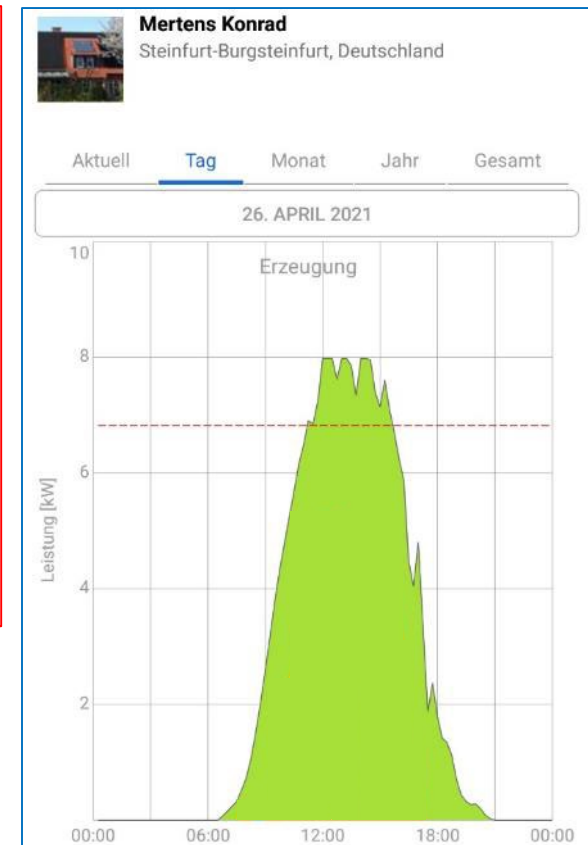 Mertens Konrad
Steinfurt-Burgsteinfurt, Deutschland
Aktuell Tag Monat Jahr Gesamt
26. APRIL 2021
Erzeugung
10
8
6
4
2
Leistung [kW]
00:00 06:00 12:00 18:00 00:00